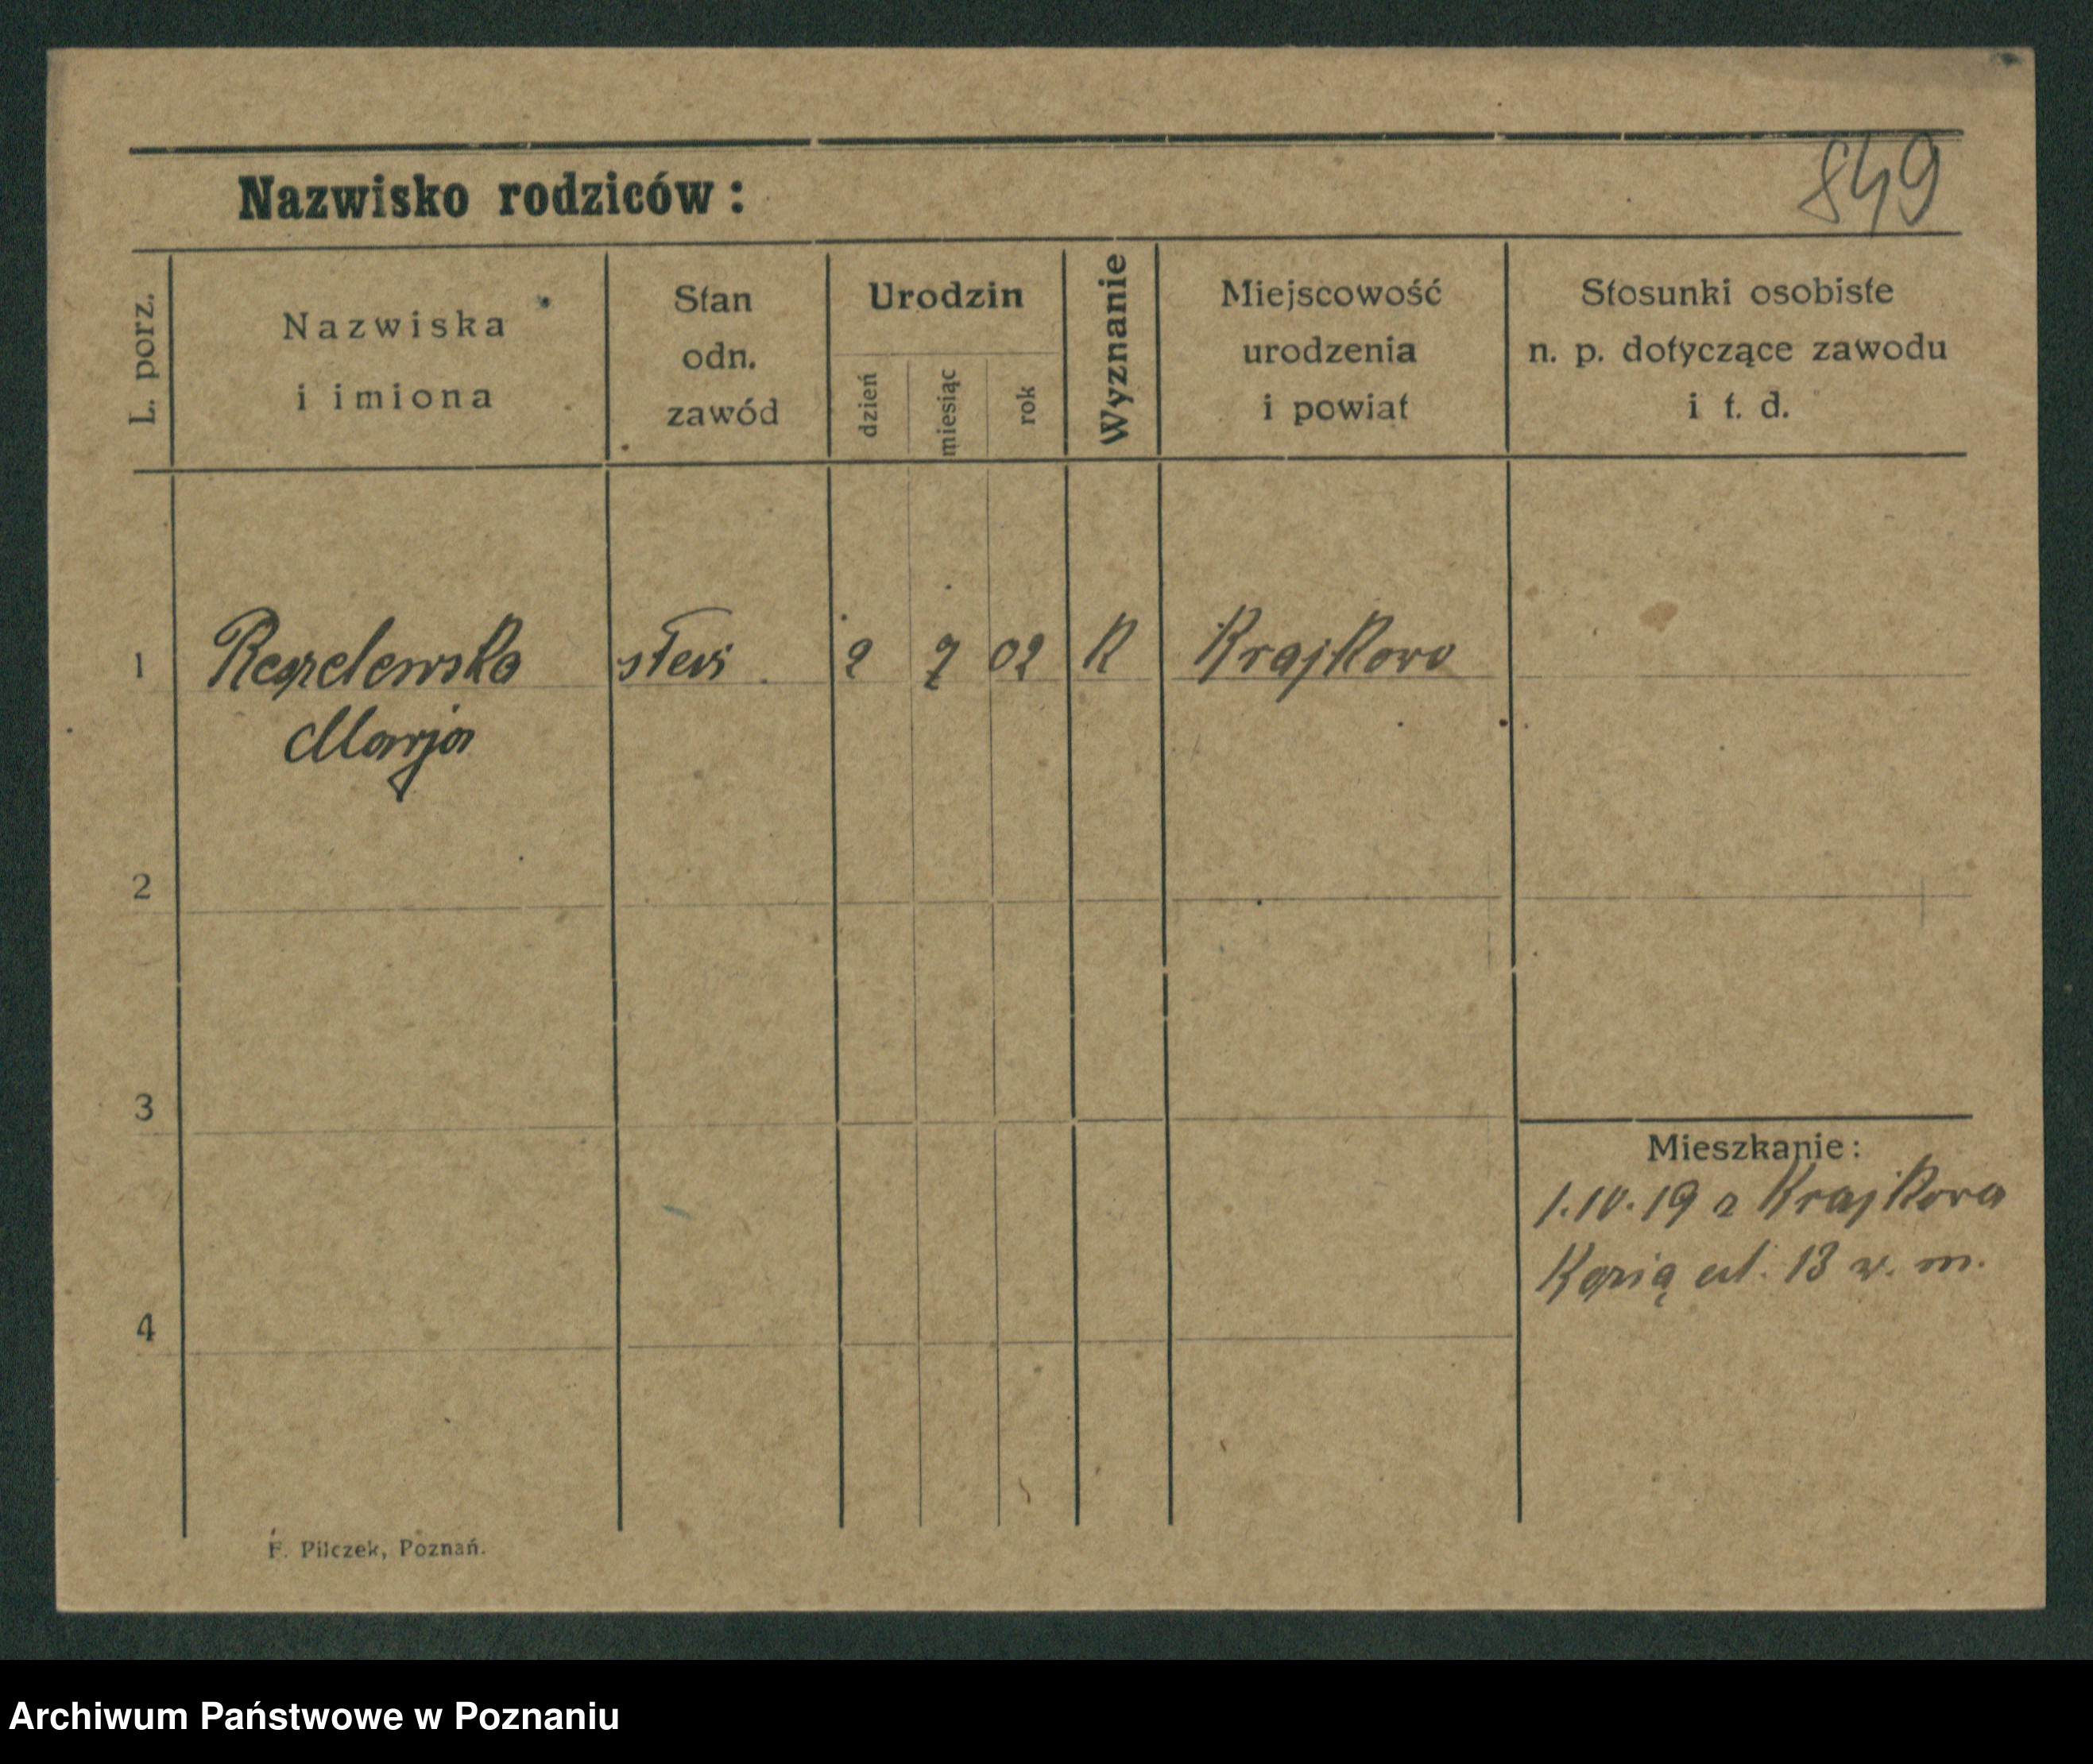 849
Nazwisko rodziców:
L. porz.
Nazwiska
i imiona
Stan
odn.
zawód
Urodzin
dzień
miesiąc
rok
Wyznanie
Miejscowość
urodzenia
i powiat
Stosunki osobiste
n. p. dotyczące zawodu
i t. d.
1
2 7 02 K Krajkowo
Marja
2
3
Mieszkanie:
1.10.19 z Krajkowa
ul. 13 w. m.
4
F. Pilczek, Poznań.
Archiwum Państwowe w Poznaniu